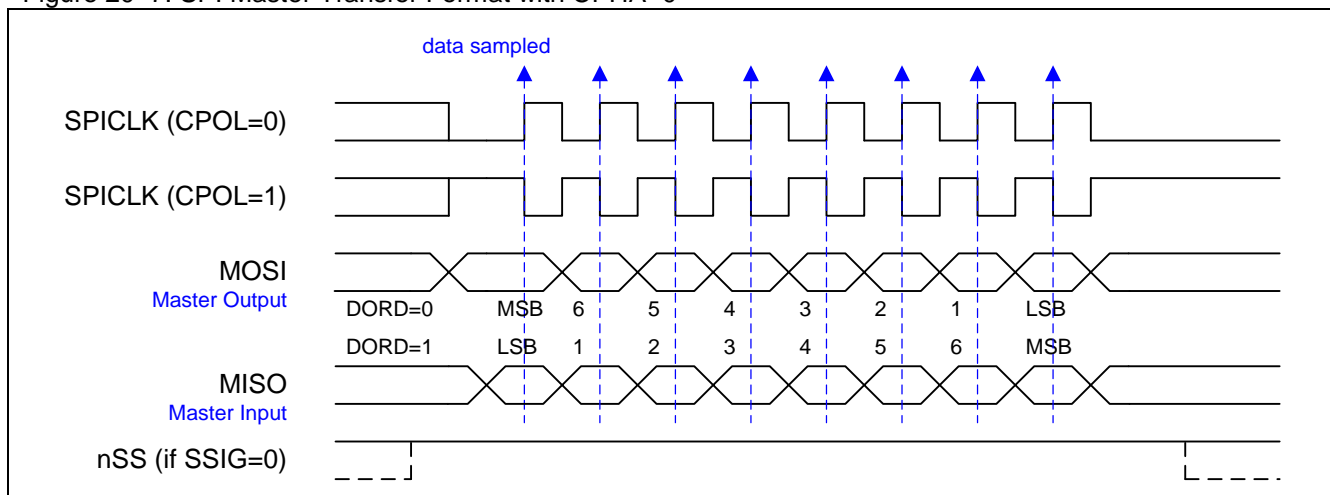 data sampled
SPICLK (CPOL=0)
SPICLK (CPOL=1)
MOSI
Master Output
DORD=0 MSB 6 5 4 3 2 1 LSB
DORD=1 LSB 1 2 3 4 5 6 MSB
MISO
Master Input
nSS (if SSIG=0)